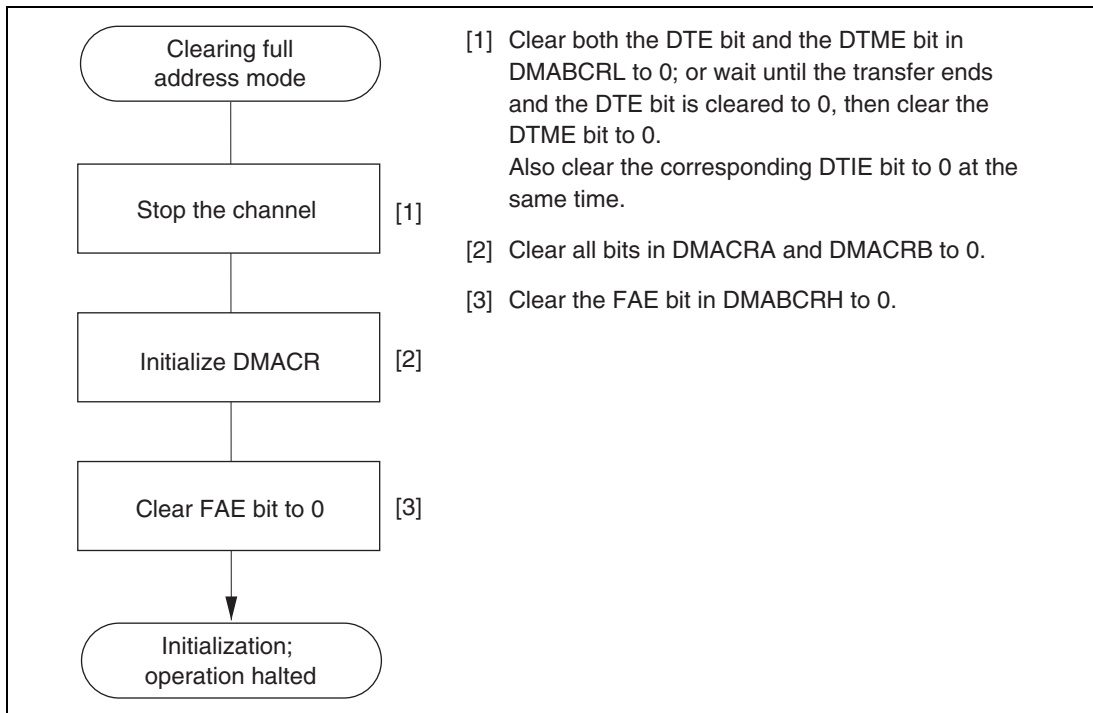 Clearing full
address mode
Stop the channel
[1]
Initialize DMACR
[2]
Clear FAE bit to 0
[3]
Initialization;
operation halted
[1] Clear both the DTE bit and the DTME bit in
DMABCRL to 0; or wait until the transfer ends
and the DTE bit is cleared to 0, then clear the
DTME bit to 0.
Also clear the corresponding DTIE bit to 0 at the
same time.
[2] Clear all bits in DMACRA and DMACRB to 0.
[3] Clear the FAE bit in DMABCRH to 0.